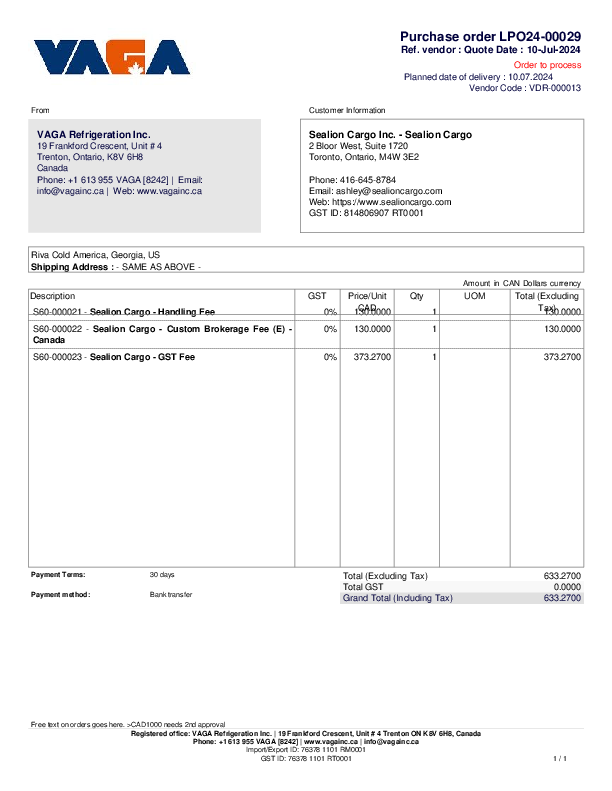 VAGA
Purchase order LPO24-00029
Ref. vendor : Quote Date : 10-Jul-2024
Order to process
Planned date of delivery : 10.07.2024
Vendor Code : VDR-000013
From
Customer Information
VAGA Refrigeration Inc.
19 Frankford Crescent, Unit # 4
Trenton, Ontario, K8V 6H8
Canada
Phone: +1 613 955 VAGA [8242] | Email:
info@vagainc.ca | Web: www.vagainc.ca
Sealion Cargo Inc. - Sealion Cargo
2 Bloor West, Suite 1720
Toronto, Ontario, M4W 3E2
Phone: 416-645-8784
Email: ashley@sealioncargo.com
Web: https://www.sealioncargo.com
GST ID: 814806907 RT0001
Riva Cold America, Georgia, US
Shipping Address : - SAME AS ABOVE -
Amount in CAN Dollars currency
Description GST Price/Unit Qty UOM Total (Excluding
CAD Tax)
S60-000021 - Sealion Cargo - Handling Fee 0% 130.0000 1 130.0000
S60-000022 - Sealion Cargo - Custom Brokerage Fee (E) - 0% 130.0000 1 130.0000
Canada
S60-000023 - Sealion Cargo - GST Fee 0% 373.2700 1 373.2700
Payment Terms: 30 days
Payment method: Bank transfer
Total (Excluding Tax) 633.2700
Total GST 0.0000
Grand Total (Including Tax) 633.2700
Free text on orders goes here. >CAD1000 needs 2nd approval
Registered office: VAGA Refrigeration Inc. | 19 Frankford Crescent, Unit # 4 Trenton ON K8V 6H8, Canada
Phone: +1 613 955 VAGA [8242] | www.vagainc.ca | info@vagainc.ca
Import/Export ID: 76378 1101 RM0001
GST ID: 76378 1101 RT0001
1 / 1